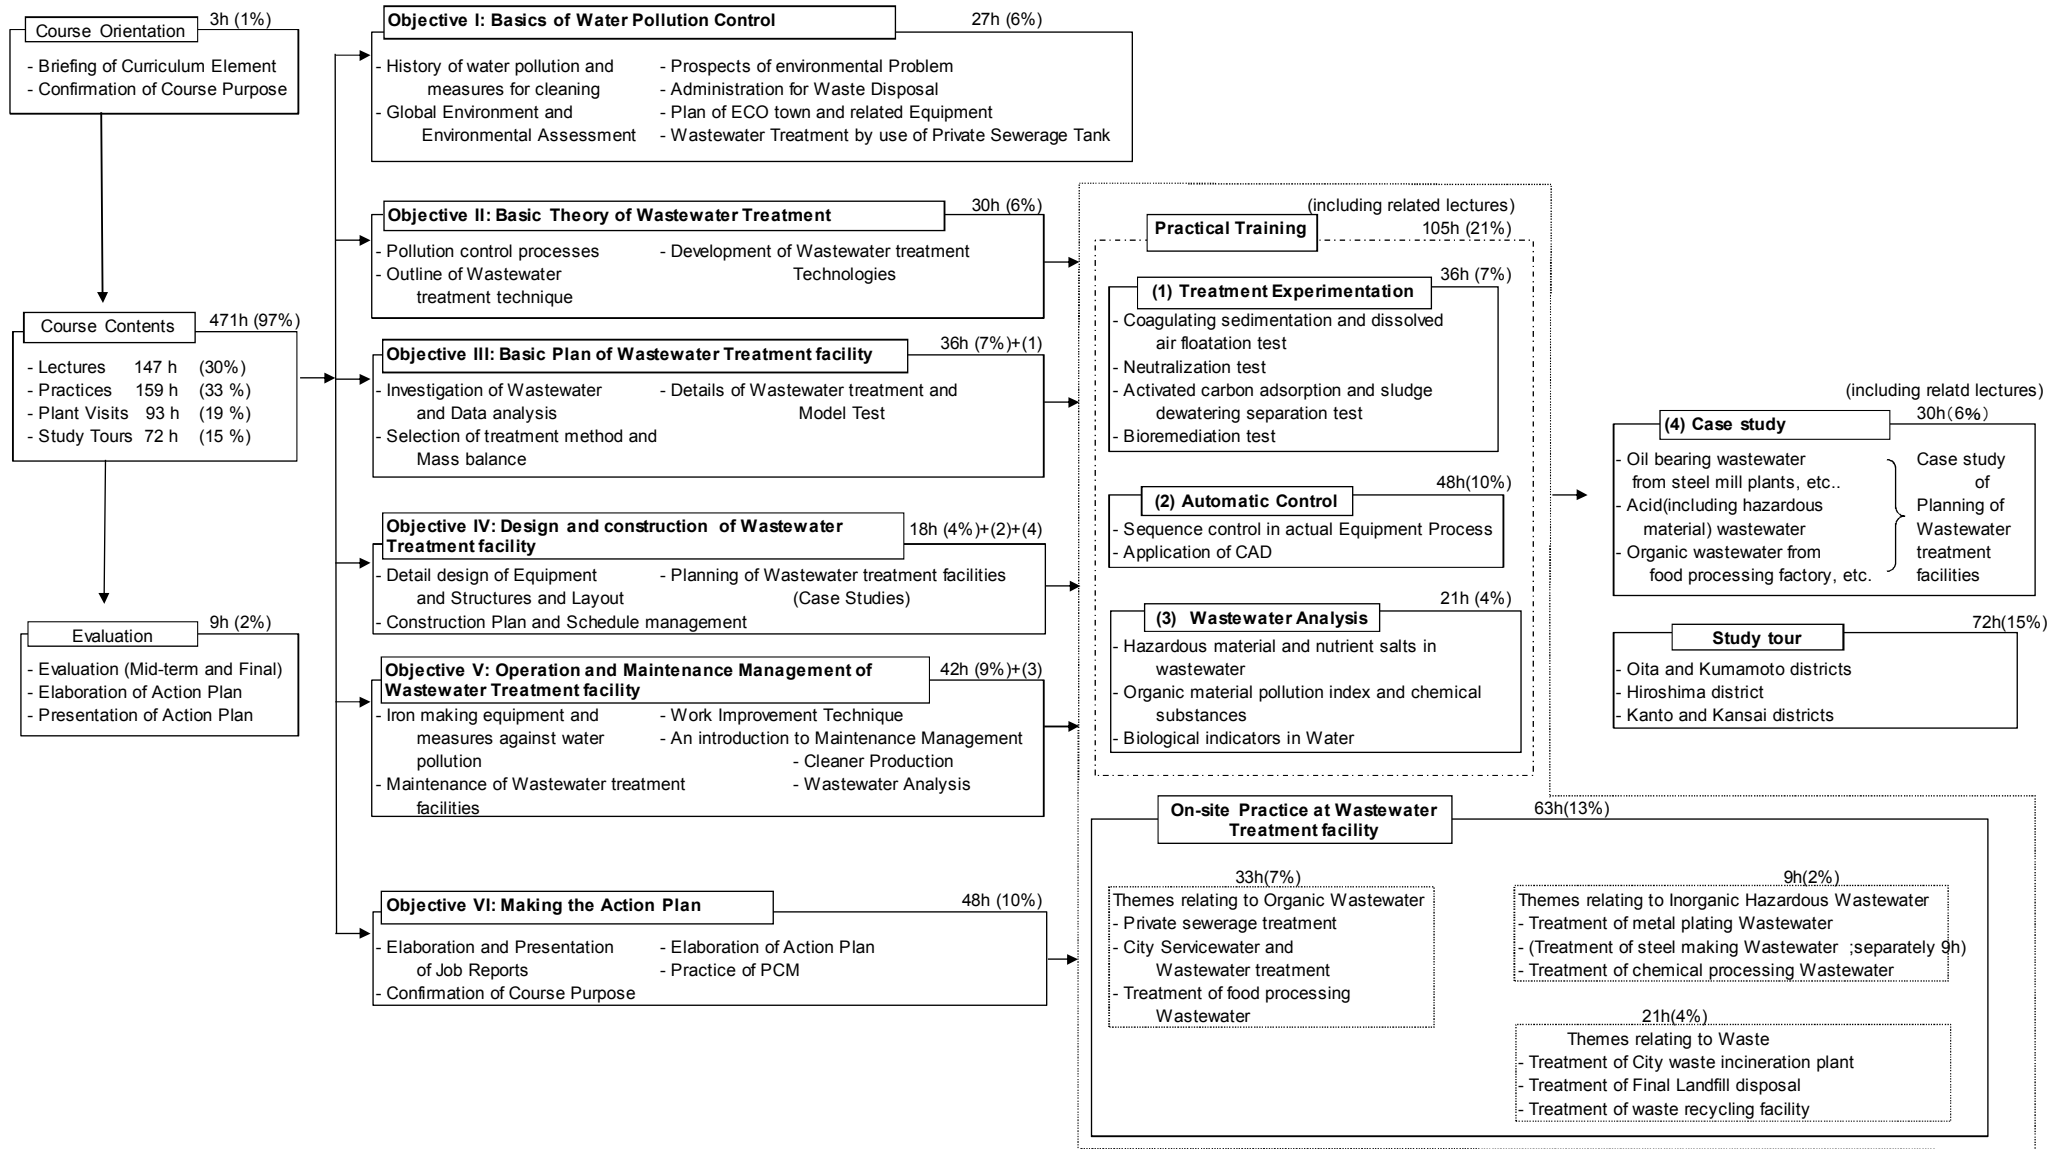 Course Orientation
3h (1%)
- Briefing of Curriculum Element
- Confirmation of Course Purpose
Course Contents
471h (97%)
- Lectures 147 h (30%)
- Practices 159 h (33 %)
- Plant Visits 93 h (19 %)
- Study Tours 72 h (15 %)
Evaluation
9h (2%)
- Evaluation (Mid-term and Final)
- Elaboration of Action Plan
- Presentation of Action Plan
Objective I: Basics of Water Pollution Control
27h (6%)
- History of water pollution and
measures for cleaning
- Global Environment and
Environmental Assessment
- Prospects of environmental Problem
- Administration for Waste Disposal
- Plan of ECO town and related Equipment
- Wastewater Treatment by use of Private Sewerage Tank
Objective II: Basic Theory of Wastewater Treatment
30h (6%)
- Pollution control processes
- Outline of Wastewater
treatment technique
- Development of Wastewater treatment
Technologies
Objective III: Basic Plan of Wastewater Treatment facility
36h (7%)+(1)
- Investigation of Wastewater
and Data analysis
- Selection of treatment method and
Mass balance
- Details of Wastewater treatment and
Model Test
Objective IV: Design and construction of Wastewater
Treatment facility
18h (4%)+(2)+(4)
- Detail design of Equipment
and Structures and Layout
- Construction Plan and Schedule management
- Planning of Wastewater treatment facilities
(Case Studies)
Objective V: Operation and Maintenance Management of
Wastewater Treatment facility
42h (9%)+(3)
- Iron making equipment and
measures against water
pollution
- Maintenance of Wastewater treatment
facilities
- Work Improvement Technique
- An introduction to Maintenance Management
- Cleaner Production
- Wastewater Analysis
Objective VI: Making the Action Plan
48h (10%)
- Elaboration and Presentation
of Job Reports
- Confirmation of Course Purpose
- Elaboration of Action Plan
- Practice of PCM
(including related lectures)
Practical Training
105h (21%)
36h (7%)
(1) Treatment Experimentation
- Coagulating sedimentation and dissolved
air floatation test
- Neutralization test
- Activated carbon adsorption and sludge
dewatering separation test
- Bioremediation test
48h(10%)
(2) Automatic Control
- Sequence control in actual Equipment Process
- Application of CAD
21h (4%)
(3) Wastewater Analysis
- Hazardous material and nutrient salts in
wastewater
- Organic material pollution index and chemical
substances
- Biological indicators in Water
On-site Practice at Wastewater
Treatment facility
63h(13%)
33h(7%)
Themes relating to Organic Wastewater
- Private sewerage treatment
- City Servicewater and
Wastewater treatment
- Treatment of food processing
Wastewater
9h(2%)
Themes relating to Inorganic Hazardous Wastewater
- Treatment of metal plating Wastewater
- (Treatment of steel making Wastewater ;separately 9h)
- Treatment of chemical processing Wastewater
21h(4%)
Themes relating to Waste
- Treatment of City waste incineration plant
- Treatment of Final Landfill disposal
- Treatment of waste recycling facility
(including relatd lectures)
30h(6%)
(4) Case study
- Oil bearing wastewater
from steel mill plants, etc..
- Acid(including hazardous
material) wastewater
- Organic wastewater from
food processing factory, etc.
Case study
of
Planning of
Wastewater
treatment
facilities
72h(15%)
Study tour
- Oita and Kumamoto districts
- Hiroshima district
- Kanto and Kansai districts